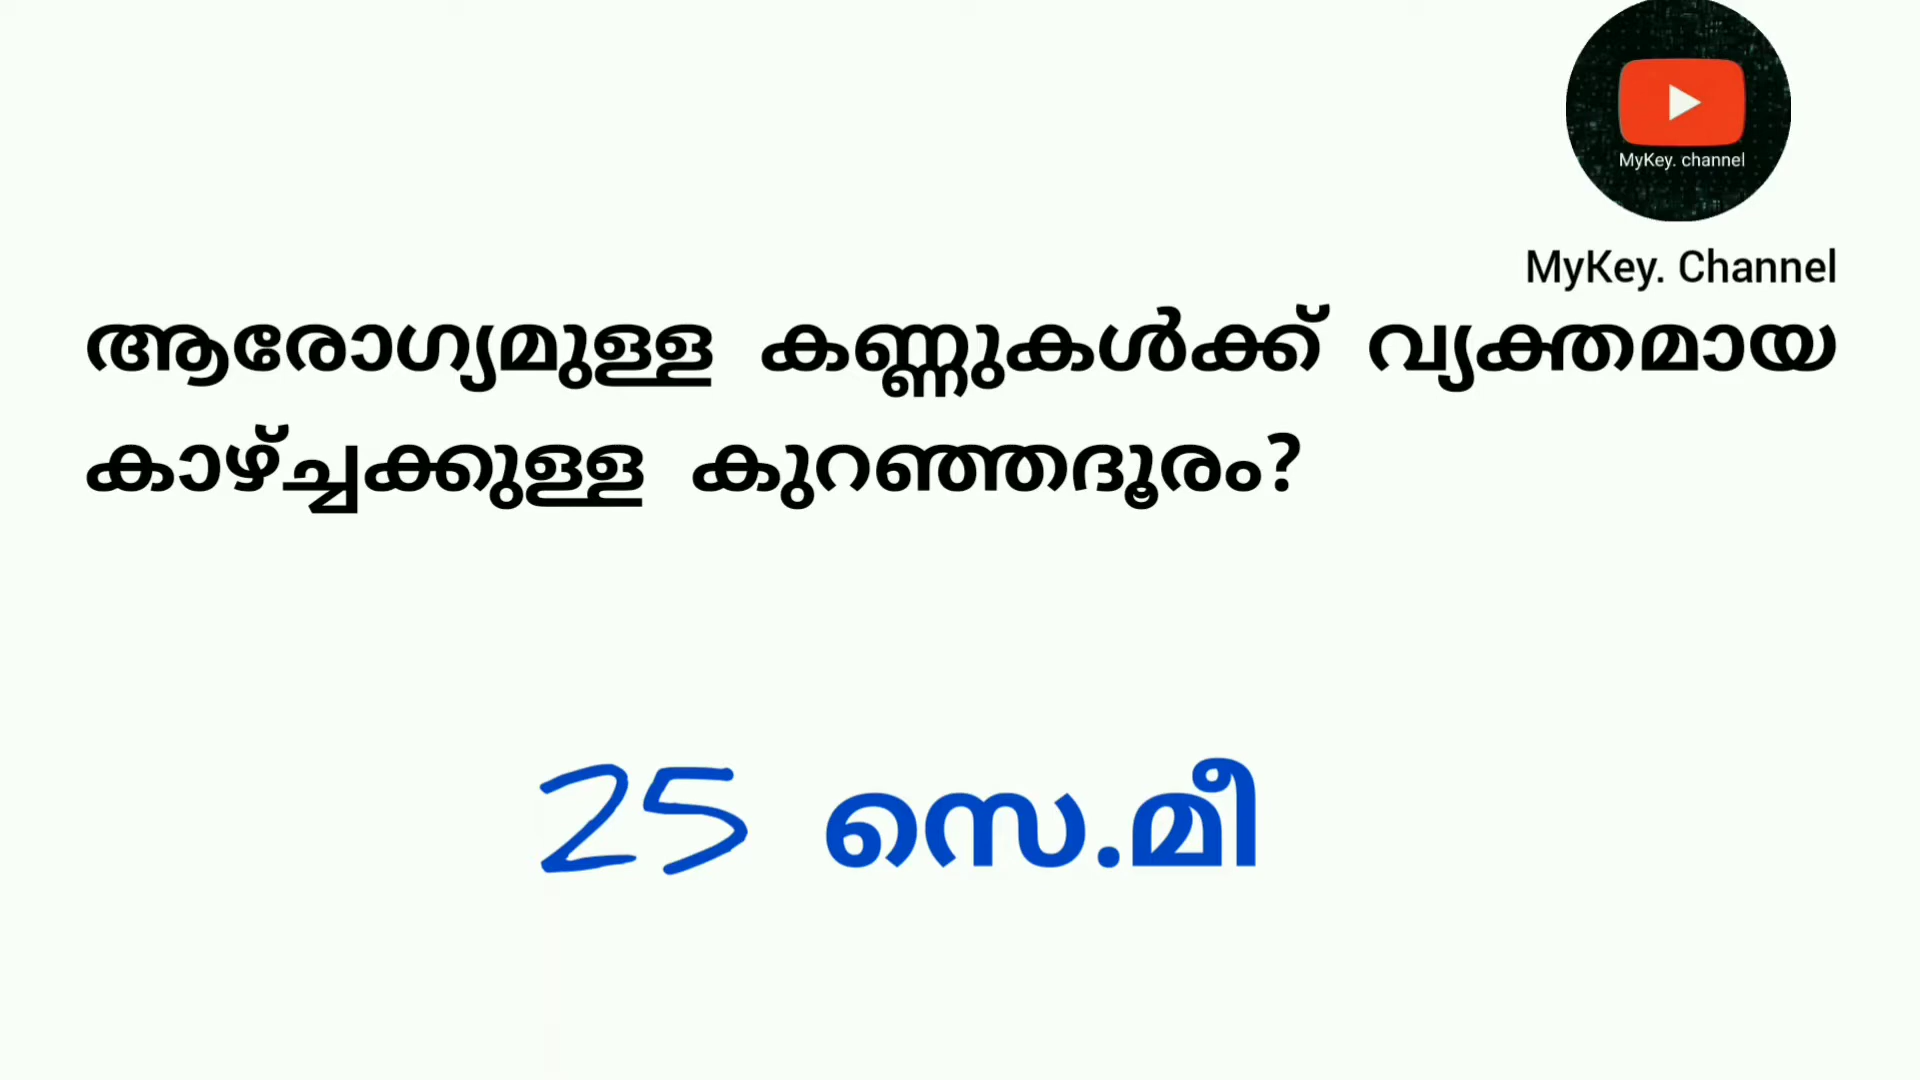 MyKey. channel
MyKey. Channel
ആരോഗ്യമുള്ള കണ്ണുകൾക്ക് വ്യക്തമായ
കാഴ്ച്ചക്കുള്ള കുറഞ്ഞദൂരം?
25 സെ.മീ